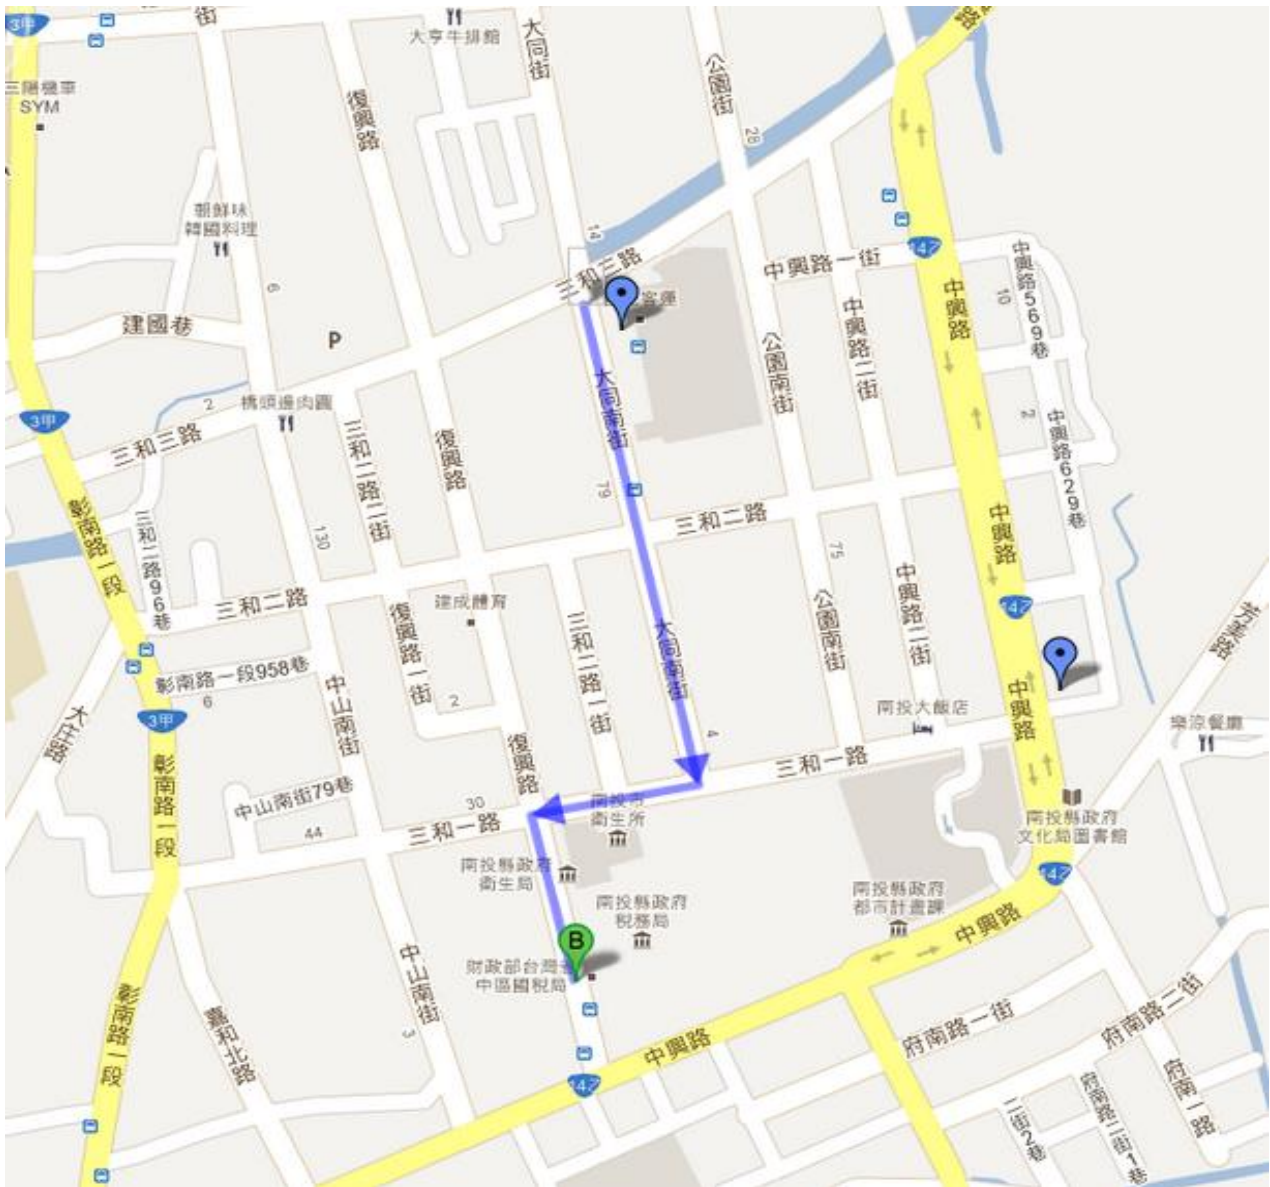 3甲
街
大亨牛排館
大同街
公園街
路
三陽機車
SYM
復興路
28
朝鮮味
韓國料理
14
三和三路
147
中興路一街
中興路569巷
6
客運
10
中興路
建國巷
P
中興路二街
公園南街
大同南街
2
橋頭邊肉圓
3甲
三和三路
三和二路二街
復興路
2
中興路629巷
79
彰南路一段
三和二路
中興路
130
三和二路96巷
75
三和二路
建成體育
復興路一街
三和二路一街
中興路二街
公園南街
147
芳美路
大同南街
彰南路一段958巷
6
中山南街
2
3甲
大庄路
南投大飯店
中興路
樂涼餐廳
復興路
4
三和一路
彰南路一段
中山南街79巷
30
44
三和一路
南投市
衛生所
南投縣政府
文化局圖書館
南投縣政府
衛生局
147
南投縣政府
稅務局
南投縣政府
都市計畫課
中興路
B
財政部台灣省
中區國稅局
中山南街
3
彰南路一段
嘉和北路
中興路
147
府南路一街
府南路二街
府南路一路
二街2巷
府南路二街1巷